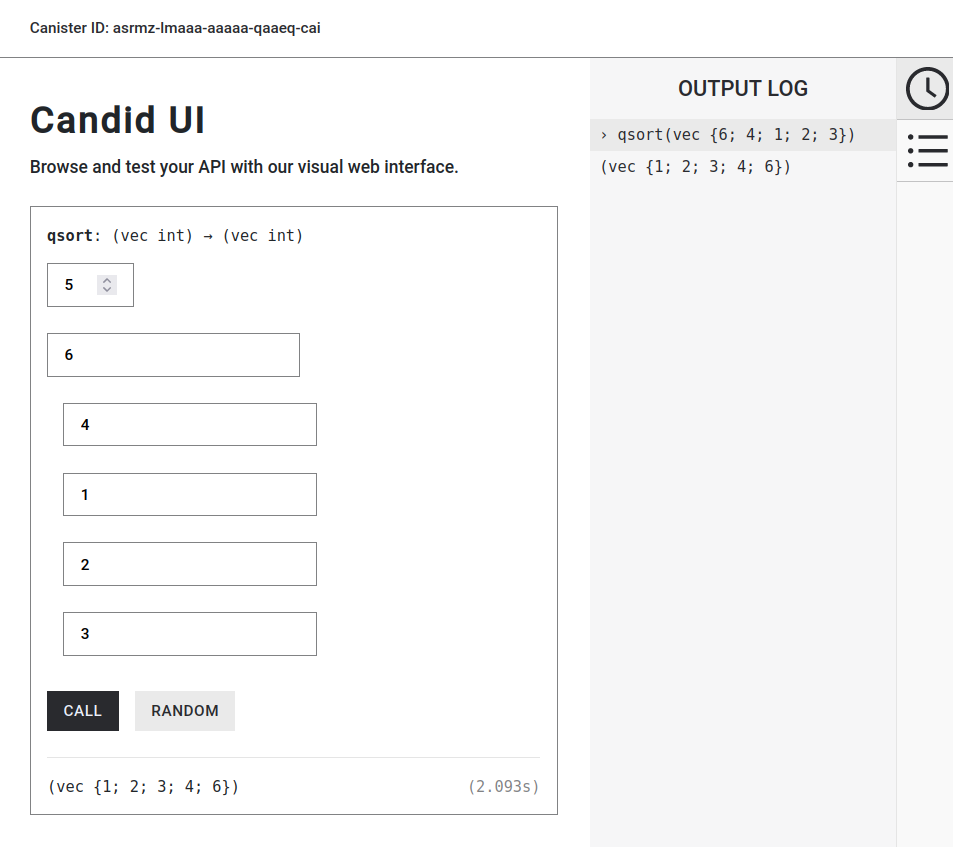 Canister ID: asrmz-lmaaa-aaaaa-qaaeq-cai
Candid UI
Browse and test your API with our visual web interface.
qsort: (vec int) → (vec int)
5
6
4
1
2
3
CALL RANDOM
(vec {1; 2; 3; 4; 6}) (2.093s)
OUTPUT LOG
› qsort(vec {6; 4; 1; 2; 3})
(vec {1; 2; 3; 4; 6})